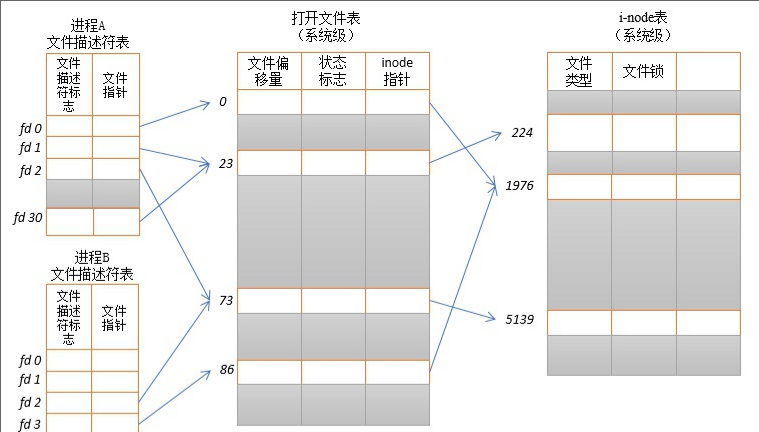 进程A
文件描述符表
文件
描述
符标
志
文件
指针
fd 0
fd 1
fd 2
fd 30
进程B
文件描述符表
文件
描述
符标
志
文件
指针
fd 0
fd 1
fd 2
fd 3
打开文件表
（系统级）
文件偏
移量
状态
标志
inode
指针
0
23
73
86
i-node表
（系统级）
文件
类型
文件锁
224
1976
5139